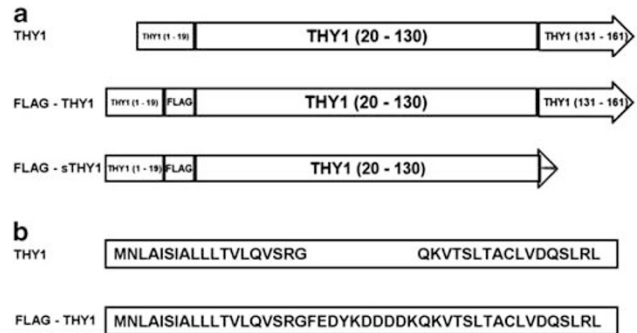 a
THY1 THY1 (1 - 19) THY1 (20 - 130) THY1 (131 - 161)
FLAG - THY1 THY1 (1 - 19) FLAG THY1 (20 - 130) THY1 (131 - 161)
FLAG - sTHY1 THY1 (1 - 19) FLAG THY1 (20 - 130)
b
THY1 MNLAISIALLLTVLQVSRG QKVTSLTACLVDQSLRL
FLAG - THY1 MNLAISIALLLTVLQVSRGFEDYKDDDDKQKVTSLTACLVDQSLRL